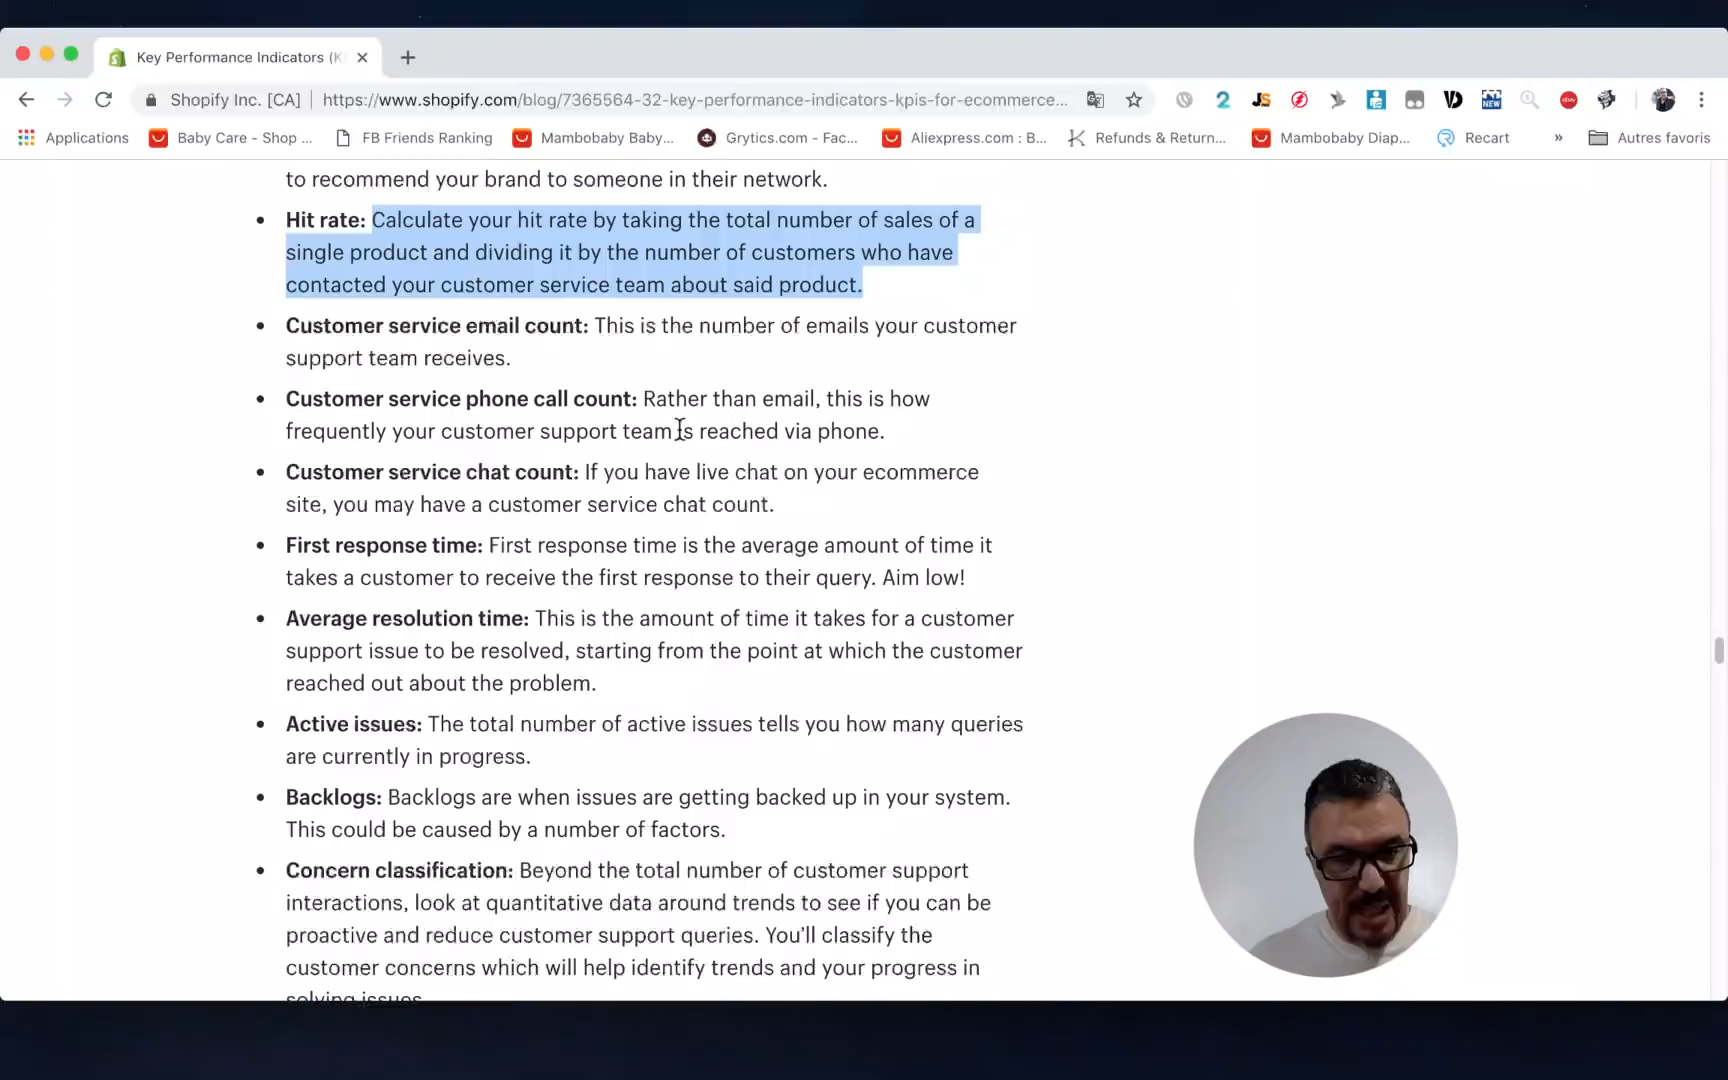 Key Performance Indicators (K
Shopify Inc. [CA]
https://www.shopify.com/blog/7365564-32-key-performance-indicators-kpis-for-ecommerce...
2
JS
NEW
Applications
Baby Care - Shop ...
FB Friends Ranking
Mambobaby Baby...
Grytics.com - Fac...
Aliexpress.com : B...
Refunds & Return...
Mambobaby Diap...
Recart
»
Autres favoris
to recommend your brand to someone in their network.
• Hit rate: Calculate your hit rate by taking the total number of sales of a
single product and dividing it by the number of customers who have
contacted your customer service team about said product.
• Customer service email count: This is the number of emails your customer
support team receives.
• Customer service phone call count: Rather than email, this is how
frequently your customer support team is reached via phone.
• Customer service chat count: If you have live chat on your ecommerce
site, you may have a customer service chat count.
• First response time: First response time is the average amount of time it
takes a customer to receive the first response to their query. Aim low!
• Average resolution time: This is the amount of time it takes for a customer
support issue to be resolved, starting from the point at which the customer
reached out about the problem.
• Active issues: The total number of active issues tells you how many queries
are currently in progress.
• Backlogs: Backlogs are when issues are getting backed up in your system.
This could be caused by a number of factors.
• Concern classification: Beyond the total number of customer support
interactions, look at quantitative data around trends to see if you can be
proactive and reduce customer support queries. You’ll classify the
customer concerns which will help identify trends and your progress in
solving issues.